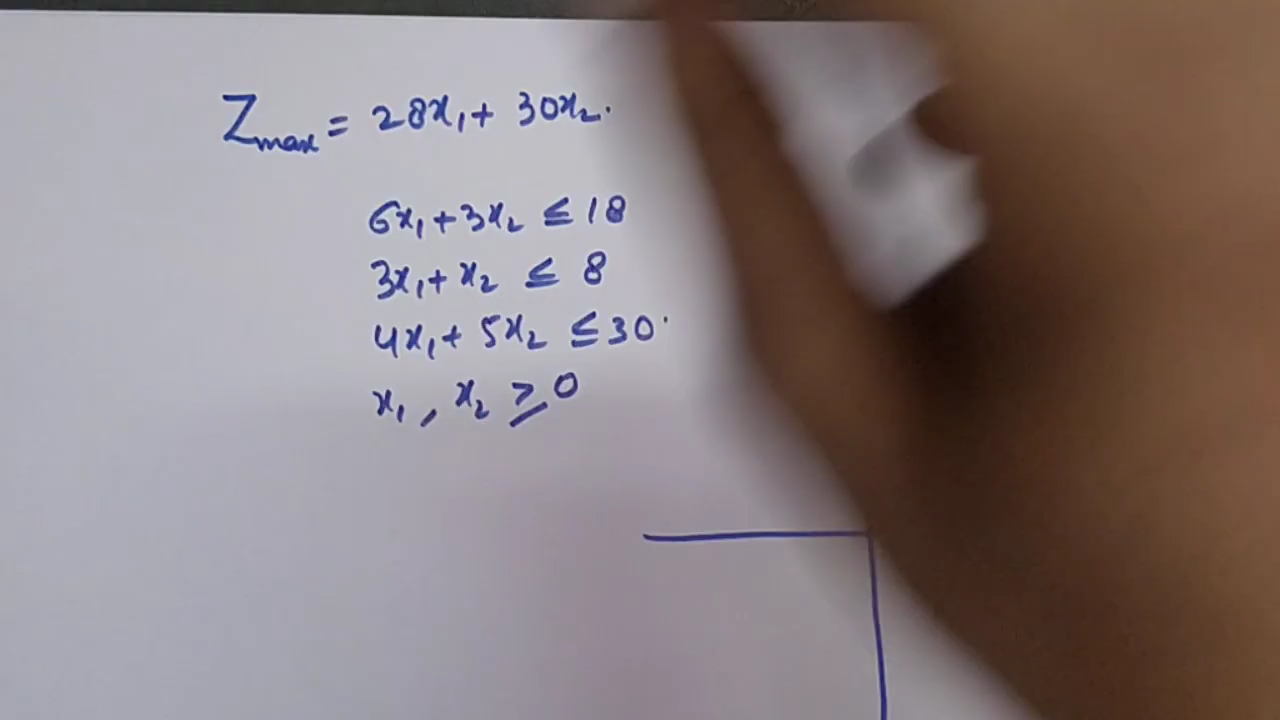 Zmax = 28x₁ + 30x₂.
6x₁ + 3x₂ ≤ 18
3x₁ + x₂ ≤ 8
4x₁ + 5x₂ ≤ 30.
x₁, x₂ ≥ 0